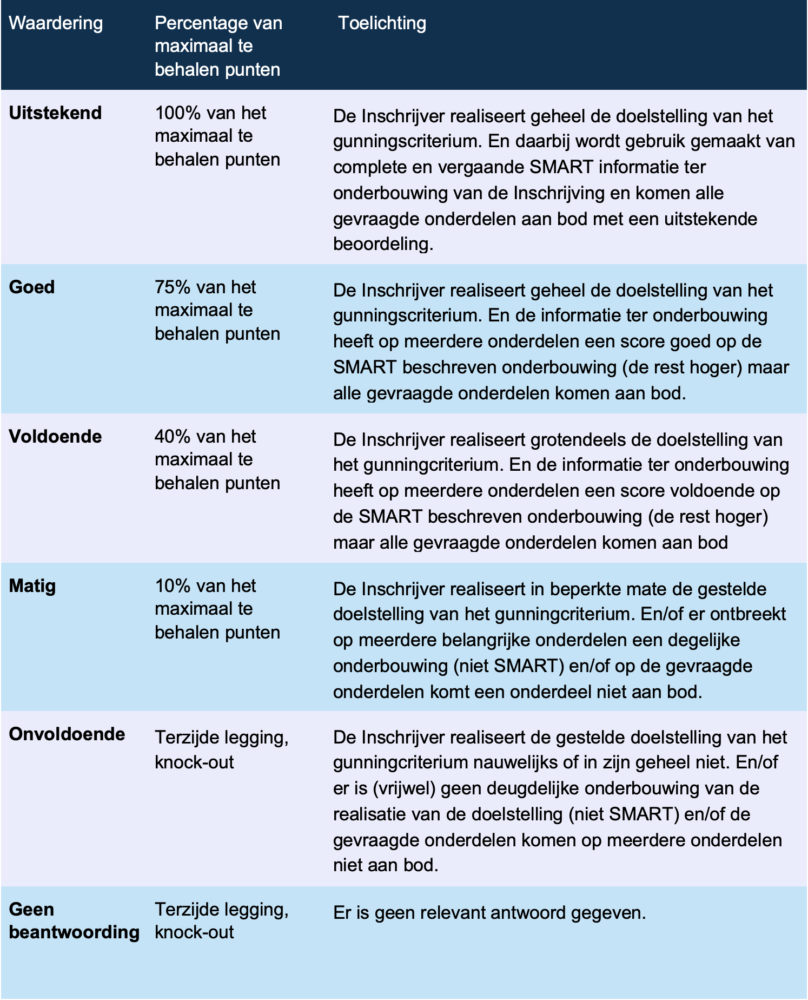 Waardering
Percentage van
maximaal te
behalen punten
Toelichting
Uitstekend
100% van het
maximaal te
behalen punten
De Inschrijver realiseert geheel de doelstelling van het
gunningscriterium. En daarbij wordt gebruik gemaakt van
complete en vergaande SMART informatie ter
onderbouwing van de Inschrijving en komen alle
gevraagde onderdelen aan bod met een uitstekende
beoordeling.
Goed
75% van het
maximaal te
behalen punten
De Inschrijver realiseert geheel de doelstelling van het
gunningscriterium. En de informatie ter onderbouwing
heeft op meerdere onderdelen een score goed op de
SMART beschreven onderbouwing (de rest hoger) maar
alle gevraagde onderdelen komen aan bod.
Voldoende
40% van het
maximaal te
behalen punten
De Inschrijver realiseert grotendeels de doelstelling van
het gunningcriterium. En de informatie ter onderbouwing
heeft op meerdere onderdelen een score voldoende op
de SMART beschreven onderbouwing (de rest hoger)
maar alle gevraagde onderdelen komen aan bod
Matig
10% van het
maximaal te
behalen punten
De Inschrijver realiseert in beperkte mate de gestelde
doelstelling van het gunningcriterium. En/of er ontbreekt
op meerdere belangrijke onderdelen een degelijke
onderbouwing (niet SMART) en/of op de gevraagde
onderdelen komt een onderdeel niet aan bod.
Onvoldoende
Terzijde legging,
knock-out
De Inschrijver realiseert de gestelde doelstelling van het
gunningcriterium nauwelijks of in zijn geheel niet. En/of
er is (vrijwel) geen deugdelijke onderbouwing van de
realisatie van de doelstelling (niet SMART) en/of de
gevraagde onderdelen komen op meerdere onderdelen
niet aan bod.
Geen
beantwoording
Terzijde legging,
knock-out
Er is geen relevant antwoord gegeven.